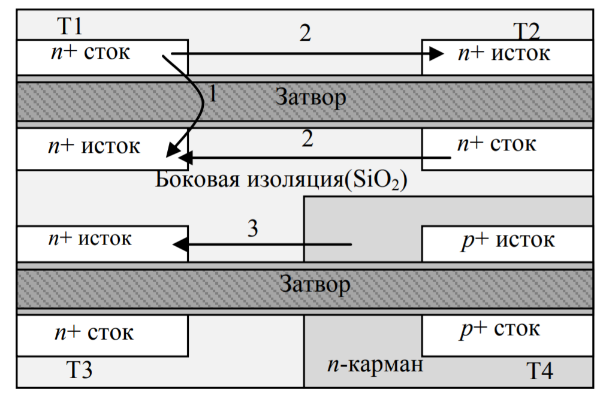 T1
2
T2
n+ сток
n+ исток
1
Затвор
n+ исток
2
n+ сток
Боковая изоляция(SiO₂)
n+ исток
3
p+ исток
Затвор
n+ сток
p+ сток
T3
n-карман
T4